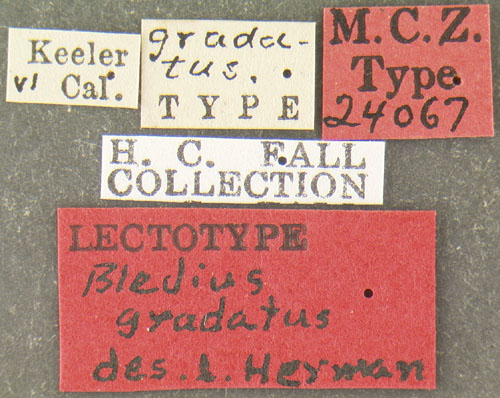 Keeler
vi Cal.
grada-
tus.
TYPE
M.C.Z.
Type
24067
H. C. FALL
COLLECTION
LECTOTYPE
Bledius
gradatus
des. L. Herman